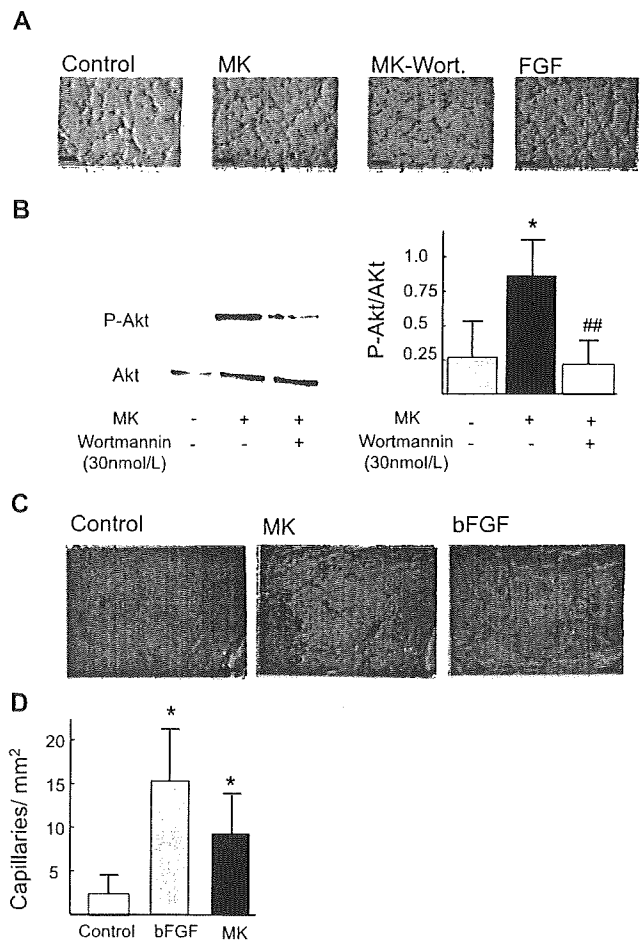 A
Control MK MK-Wort. FGF
B
P-Akt
Akt
MK - + +
Wortmannin - - +
(30nmol/L)
P-Akt/AKt
1.0
0.75
0.5
0.25
*
##
MK - + +
Wortmannin - - +
(30nmol/L)
C
Control MK bFGF
D
Capillaries/ mm²
20
15
10
5
*
*
Control bFGF MK